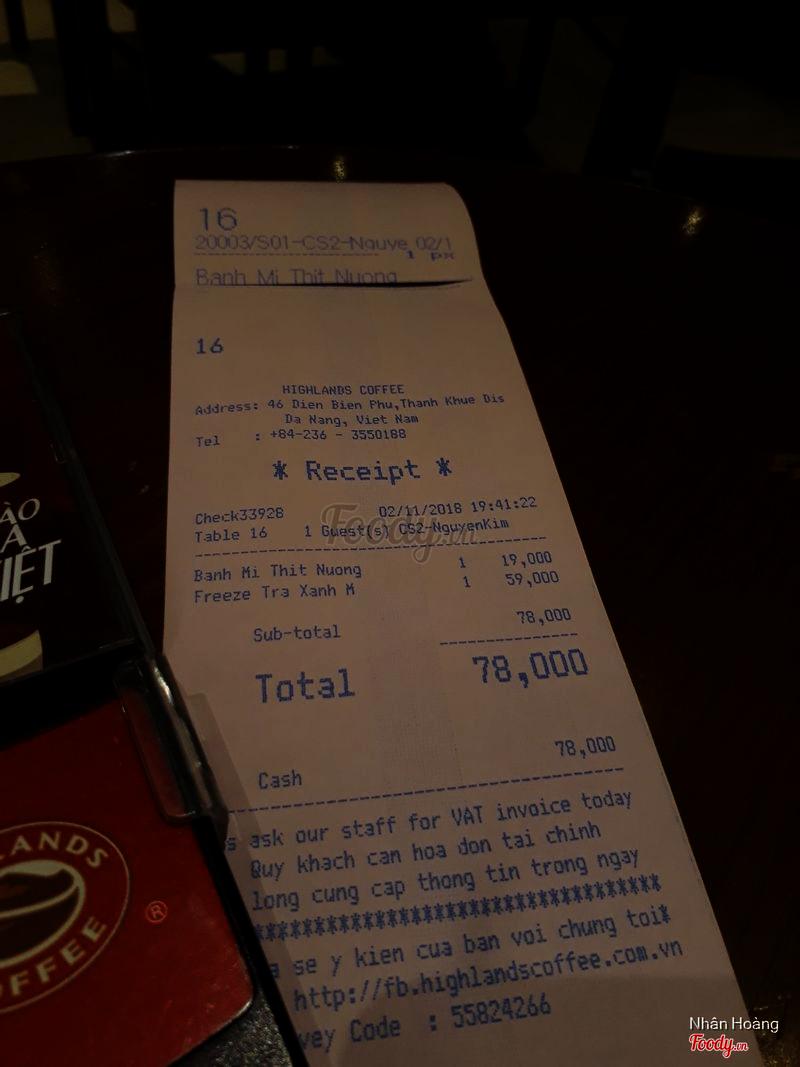 16
20003/S01-CS2-Nguye 02/1
1 px
Banh Mi Thit Nuong
16
HIGHLANDS COFFEE
Address: 46 Dien Bien Phu,Thanh Khue Dis
Da Nang, Viet Nam
Tel : +84-236 - 3550188
* Receipt *
Check33928 02/11/2018 19:41:22
Table 16 1 Guest(s) CS2-NguyenKim
Banh Mi Thit Nuong 1 19,000
Freeze Tra Xanh M 1 59,000
Sub-total 78,000
Total 78,000
Cash 78,000
s ask our staff for VAT invoice today
Quy khach can hoa don tai chinh
long cung cap thong tin trong ngay
************************************
a se y kien cua ban voi chung toi*
http://fb.highlandscoffee.com.vn
vey Code : 55824266
ÀO
À
IỆT
LANDS
OFFEE
®
Foody.vn
Nhân Hoàng
Foody.vn